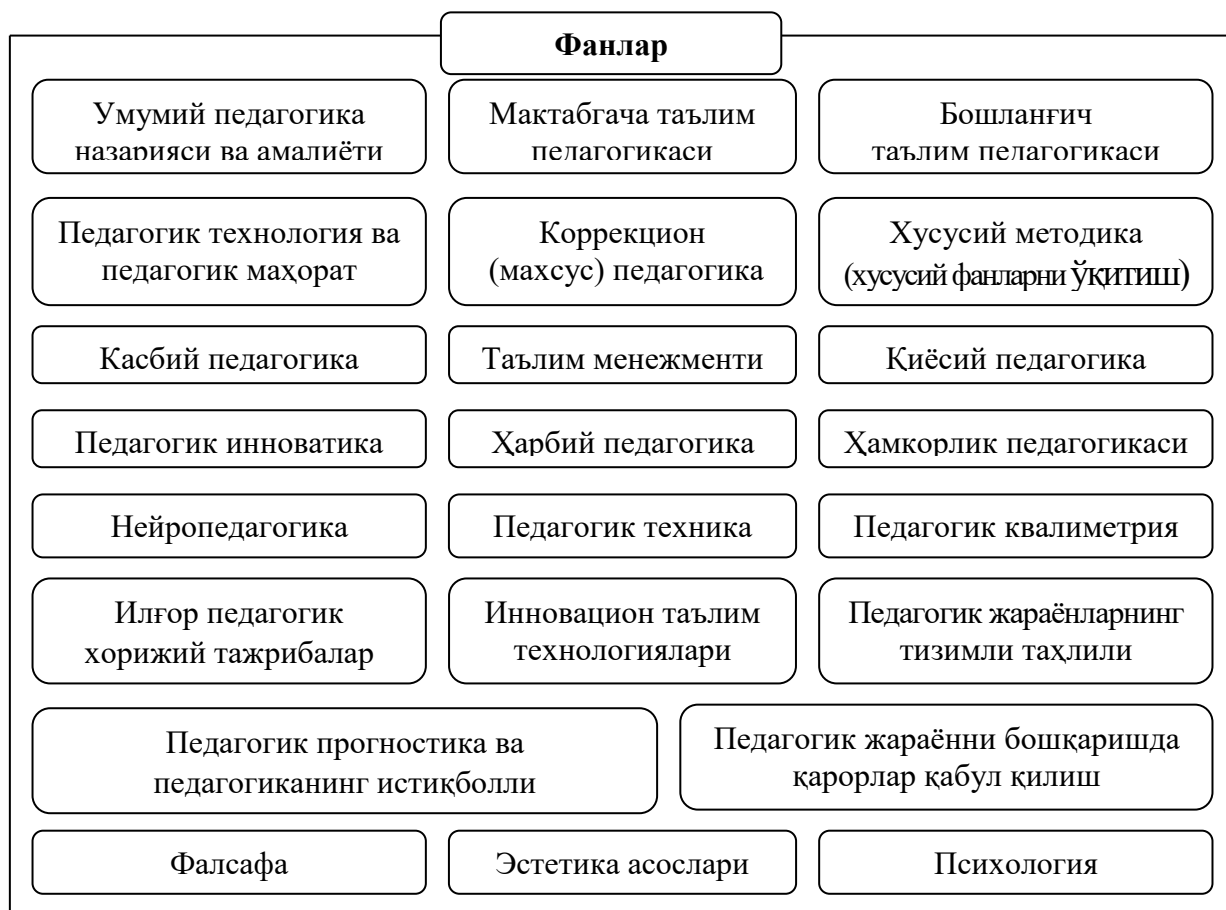 Фанлар
Умумий педагогика
назарияси ва амалиёти
Мактабгача таълим
педагогикаси
Бошланғич
таълим педагогикаси
Педагогик технология ва
педагогик маҳорат
Коррекцион
(махсус) педагогика
Хусусий методика
(хусусий фанларни ўқитиш)
Касбий педагогика
Таълим менежменти
Қиёсий педагогика
Педагогик инноватика
Ҳарбий педагогика
Ҳамкорлик педагогикаси
Нейропедагогика
Педагогик техника
Педагогик квалиметрия
Илғор педагогик
хорижий тажрибалар
Инновацион таълим
технологиялари
Педагогик жараёнларнинг
тизимли таҳлили
Педагогик прогностика ва
педагогиканинг истиқболли
Педагогик жараённи бошқаришда
қарорлар қабул қилиш
Фалсафа
Эстетика асослари
Психология